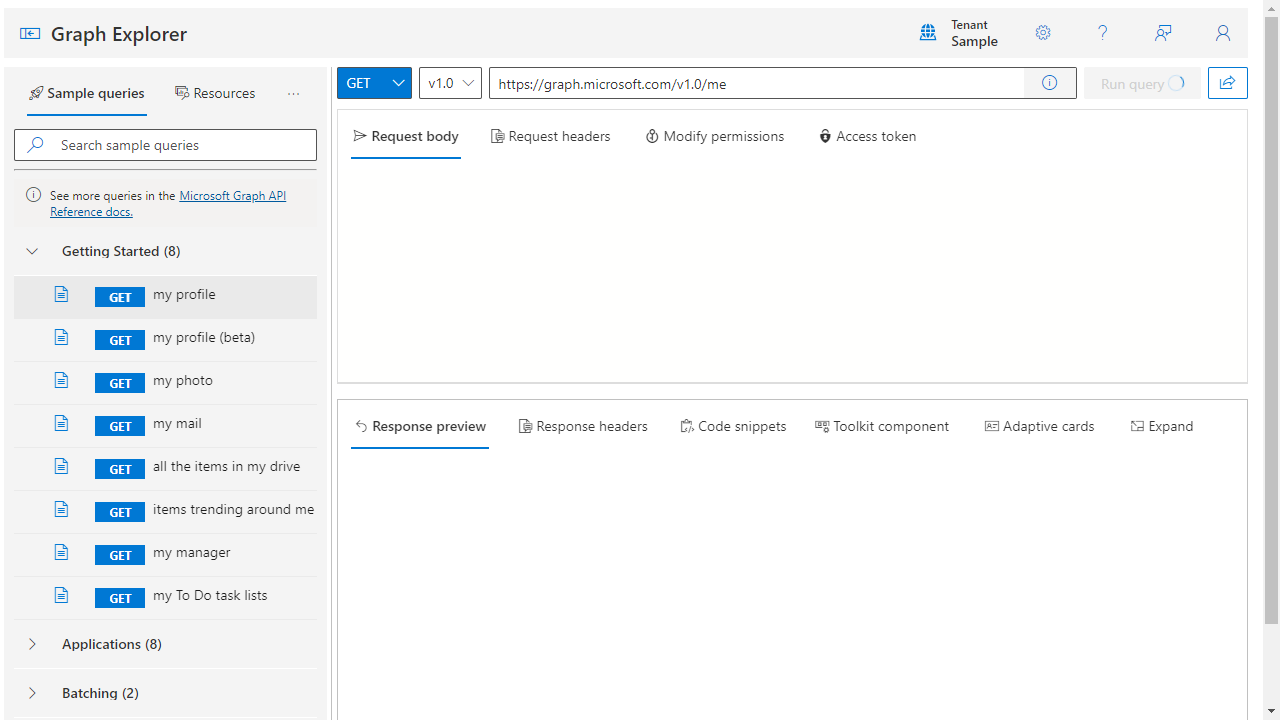 Graph Explorer
Tenant
Sample
Sample queries
Resources
Search sample queries
See more queries in the Microsoft Graph API
Reference docs.
Getting Started (8)
GET my profile
GET my profile (beta)
GET my photo
GET my mail
GET all the items in my drive
GET items trending around me
GET my manager
GET my To Do task lists
Applications (8)
Batching (2)
GET v1.0 https://graph.microsoft.com/v1.0/me Run query
Request body Request headers Modify permissions Access token
Response preview Response headers Code snippets Toolkit component Adaptive cards Expand